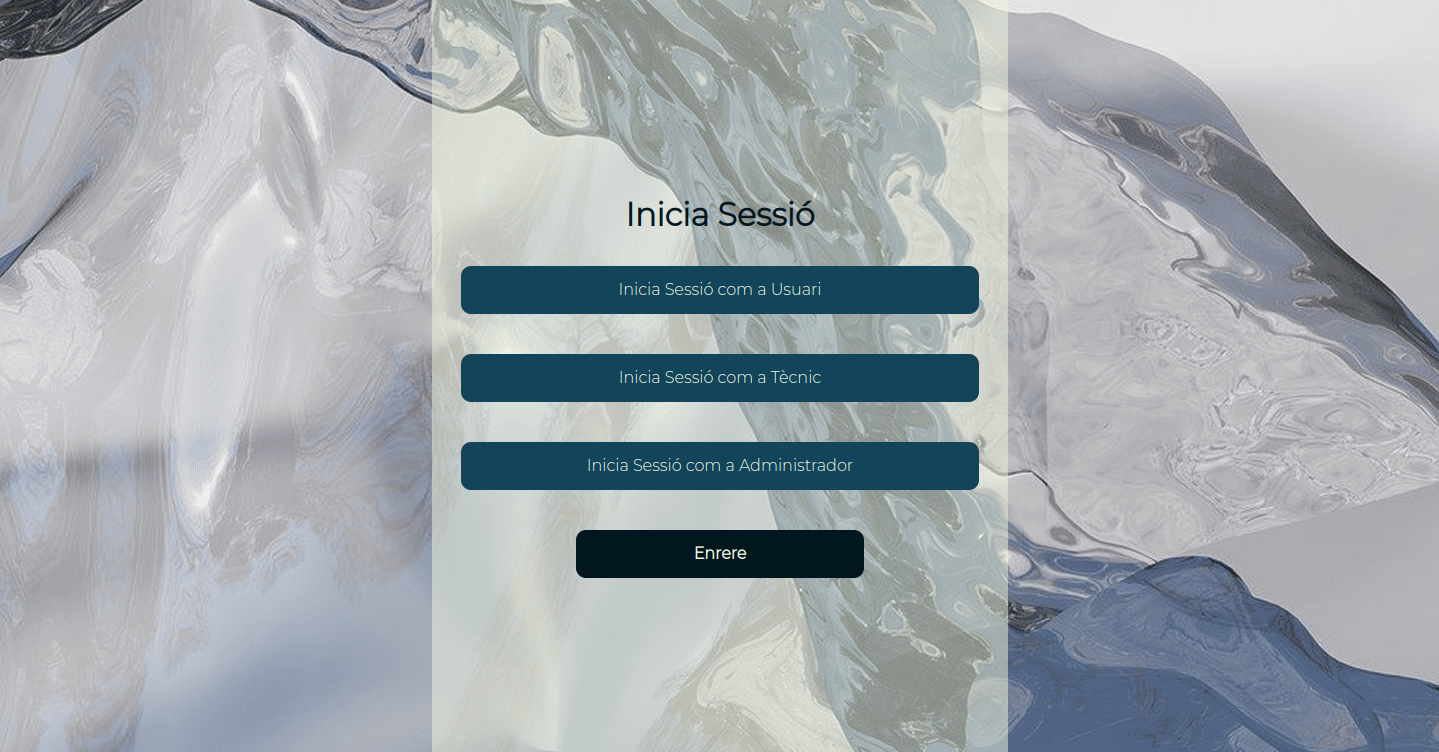 Inicia Sessió
Inicia Sessió com a Usuari
Inicia Sessió com a Tècnic
Inicia Sessió com a Administrador
Enrere